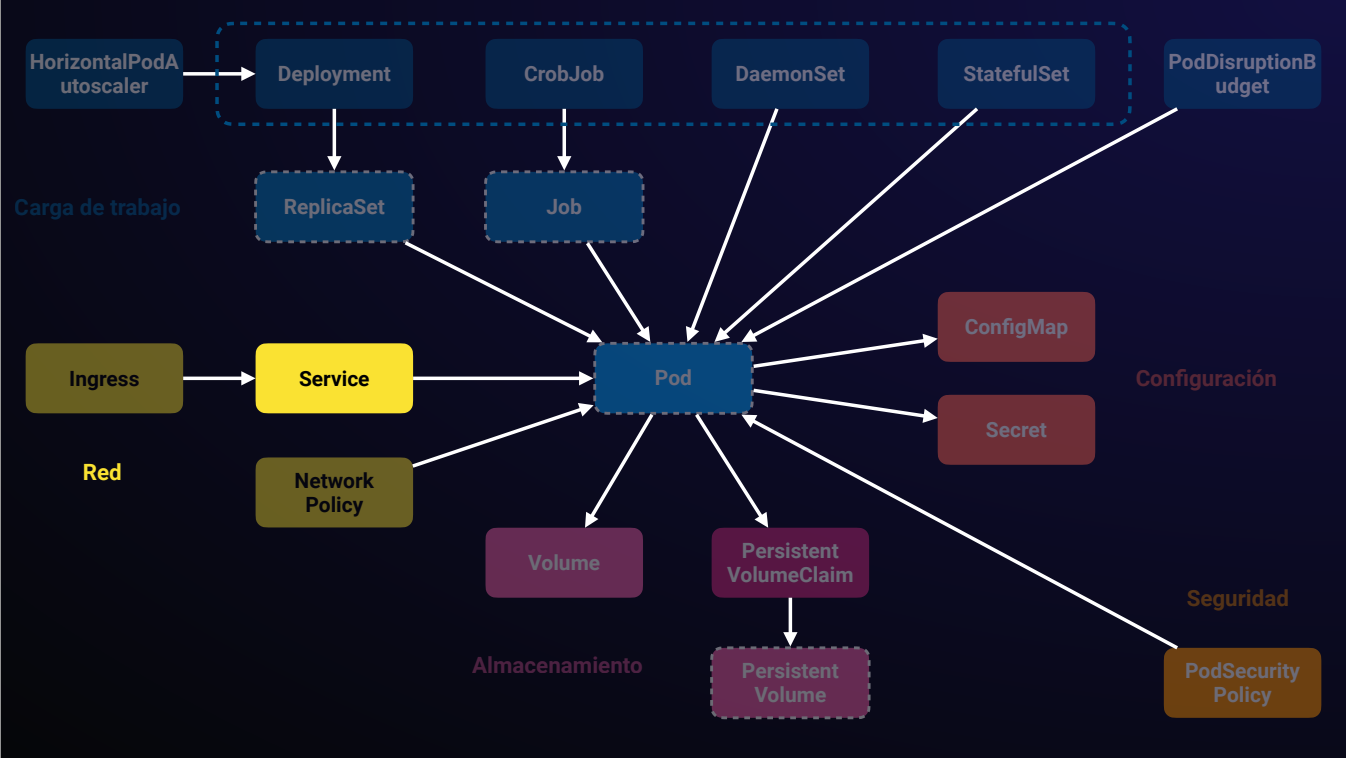 HorizontalPodA
utoscaler
Deployment
CrobJob
DaemonSet
StatefulSet
PodDisruptionB
udget
Carga de trabajo
ReplicaSet
Job
Ingress
Service
Pod
ConfigMap
Configuración
Secret
Red
Network
Policy
Volume
Persistent
VolumeClaim
Seguridad
Almacenamiento
Persistent
Volume
PodSecurity
Policy